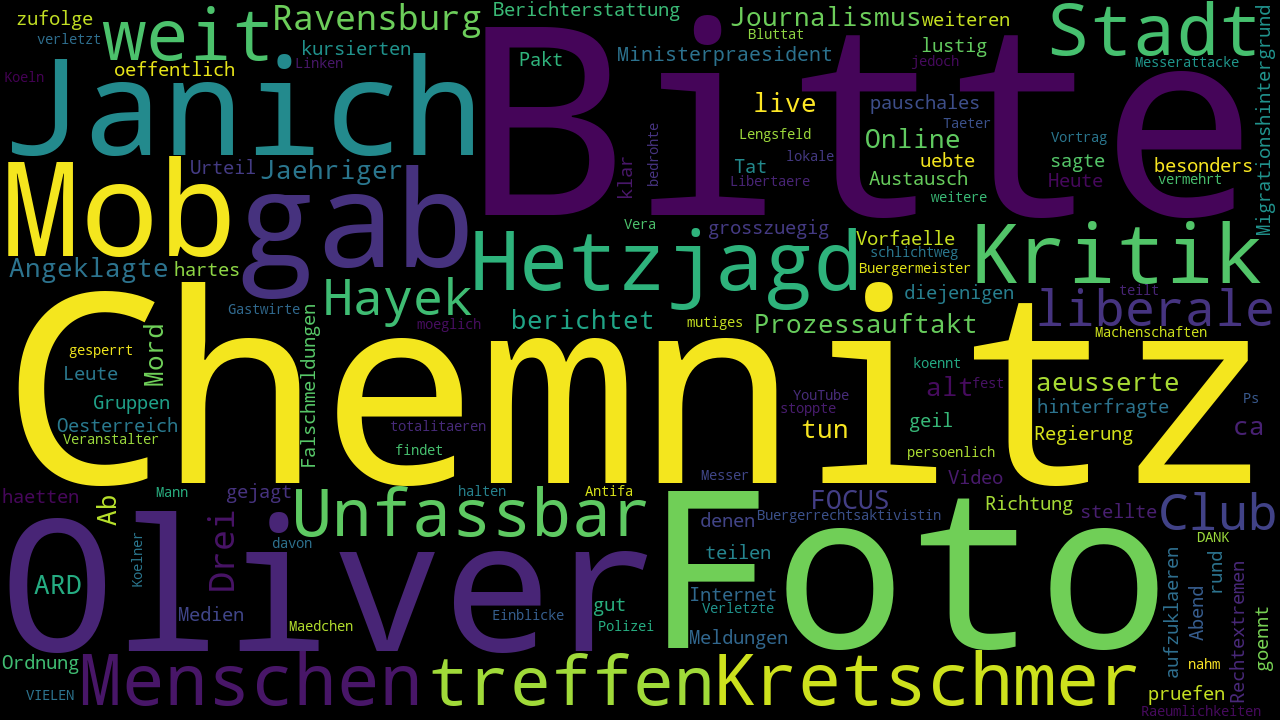 zufolge
weit
Ravensburg
Berichterstattung
Journalismus
weiteren
Stadt
verletzt
kursierten
Bluttat
Ministerpraesident
lustig
Linken
Pakt
jedoch
Messerattacke
Koeln
oeffentlich
Janich
Bitte
Migrationshintergrund
live
pauschales
Lengsfeld
Taeter
Online
Vortrag
bedrohte
klar
lokale
uebte
sagte
besonders
Mob
Urteil
Jaehriger
Tat
Libertaere
Austausch
Heute
vermehrt
weitere
gab
Vera
grosszuegig
Vorfaelle
Kritik
Angeklagte
hartes
Hetzjagd
schlichtweg
Buergermeister
Hayek
diejenigen
teilt
liberale
Gastwirte
Falschmeldungen
moeglich
berichtet
mutiges
Prozessauftakt
Machenschaften
Chemnitz
Mord
gesperrt
Leute
koennt
alt
fest
aeusserte
Gruppen
YouTube
stoppte
hinterfragte
Ps
Oesterreich
totalitaeren
geil
tun
Regierung
ca
Veranstalter
findet
persoenlich
Messer
Video
haetten
Ab
Mann
gejagt
Unfassbar
halten
Antifa
FOCUS
Richtung
Club
denen
Buergerrechtsaktivistin
stellte
Oliver
Drei
Koelner
davon
Foto
teilen
DANK
ARD
Internet
aufzuklaeren
rund
Rechtextremen
goennt
Medien
Maedchen
Einblicke
gut
Verletzte
Abend
Polizei
Meldungen
Ordnung
Menschen
treffen
Kretschmer
nahm
VIELEN
pruefen
Raeumlichkeiten